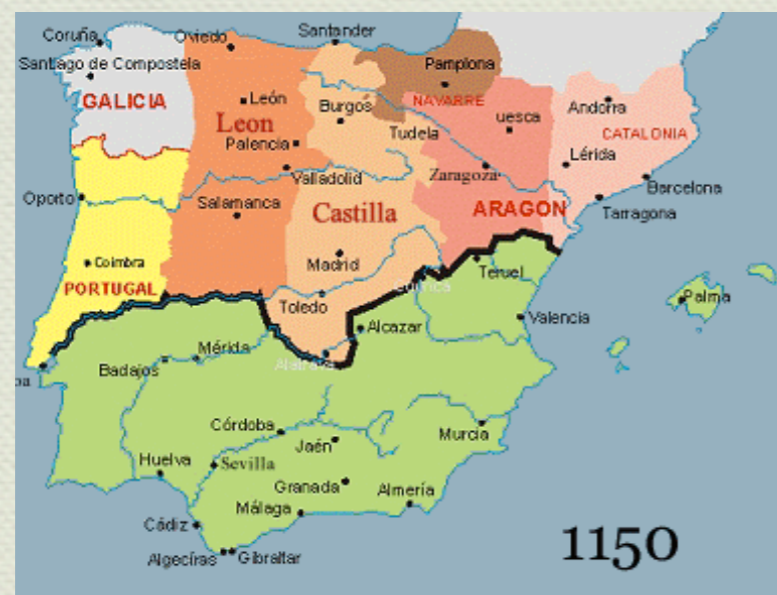 Coruña
Oviedo
Santander
Santiago de Compostela
Pamplona
GALICIA
León
Burgos
NAVARRE
Andorra
Leon
Tudela
uesca
CATALONIA
Palencia
Lérida
Valladolid
Zaragoza
Barcelona
Oporto
Salamanca
Castilla
ARAGON
Tarragona
Coimbra
Madrid
Teruel
PORTUGAL
Toledo
Palma
Alcazar
Valencia
Badajos
Mérida
Córdoba
Jaén
Murcia
Huelva
Sevilla
Granada
Almería
Málaga
Cádiz
1150
Algecíras
Gibraltar